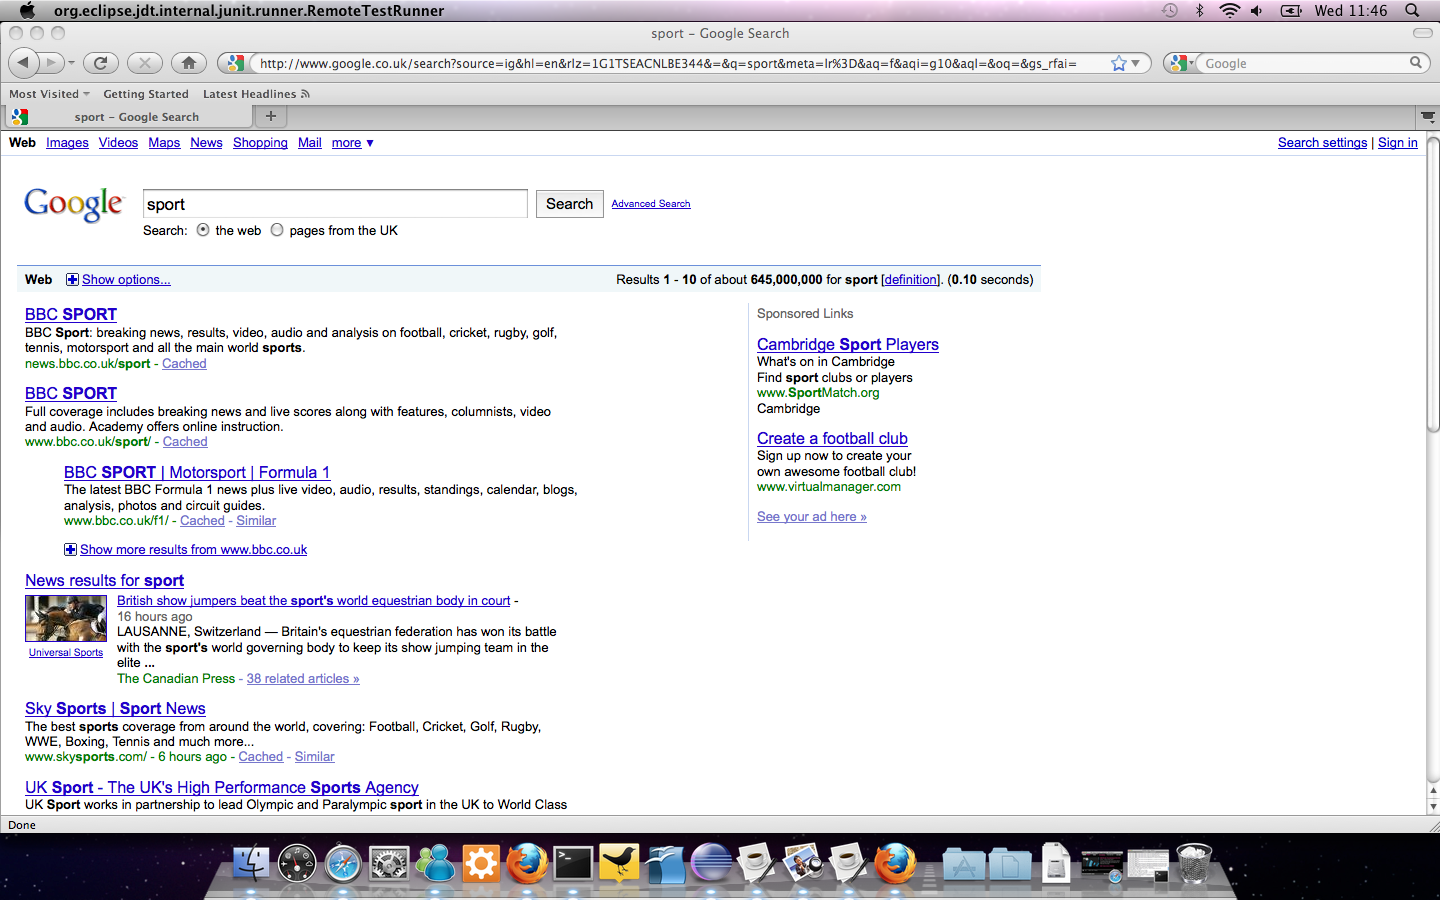 org.eclipse.jdt.internal.junit.runner.RemoteTestRunner
Wed 11:46
sport – Google Search
http://www.google.co.uk/search?source=ig&hl=en&rlz=1G1TSEACNLBE344&=&q=sport&meta=lr%3D&aq=f&aqi=g10&aql=&oq=&gs_rfai=
Google
Most Visited
Getting Started
Latest Headlines
sport – Google Search
Web Images Videos Maps News Shopping Mail more ▼
Search settings | Sign in
Google
sport
Search
Advanced Search
Search: the web pages from the UK
Web Show options...
Results 1 - 10 of about 645,000,000 for sport [definition]. (0.10 seconds)
BBC SPORT
BBC Sport: breaking news, results, video, audio and analysis on football, cricket, rugby, golf,
tennis, motorsport and all the main world sports.
news.bbc.co.uk/sport - Cached
BBC SPORT
Full coverage includes breaking news and live scores along with features, columnists, video
and audio. Academy offers online instruction.
www.bbc.co.uk/sport/ - Cached
BBC SPORT | Motorsport | Formula 1
The latest BBC Formula 1 news plus live video, audio, results, standings, calendar, blogs,
analysis, photos and circuit guides.
www.bbc.co.uk/f1/ - Cached - Similar
Show more results from www.bbc.co.uk
News results for sport
British show jumpers beat the sport's world equestrian body in court -
16 hours ago
LAUSANNE, Switzerland — Britain's equestrian federation has won its battle
with the sport's world governing body to keep its show jumping team in the
elite ...
The Canadian Press - 38 related articles »
Universal Sports
Sky Sports | Sport News
The best sports coverage from around the world, covering: Football, Cricket, Golf, Rugby,
WWE, Boxing, Tennis and much more...
www.skysports.com/ - 6 hours ago - Cached - Similar
UK Sport - The UK's High Performance Sports Agency
UK Sport works in partnership to lead Olympic and Paralympic sport in the UK to World Class
Sponsored Links
Cambridge Sport Players
What's on in Cambridge
Find sport clubs or players
www.SportMatch.org
Cambridge
Create a football club
Sign up now to create your
own awesome football club!
www.virtualmanager.com
See your ad here »
Done